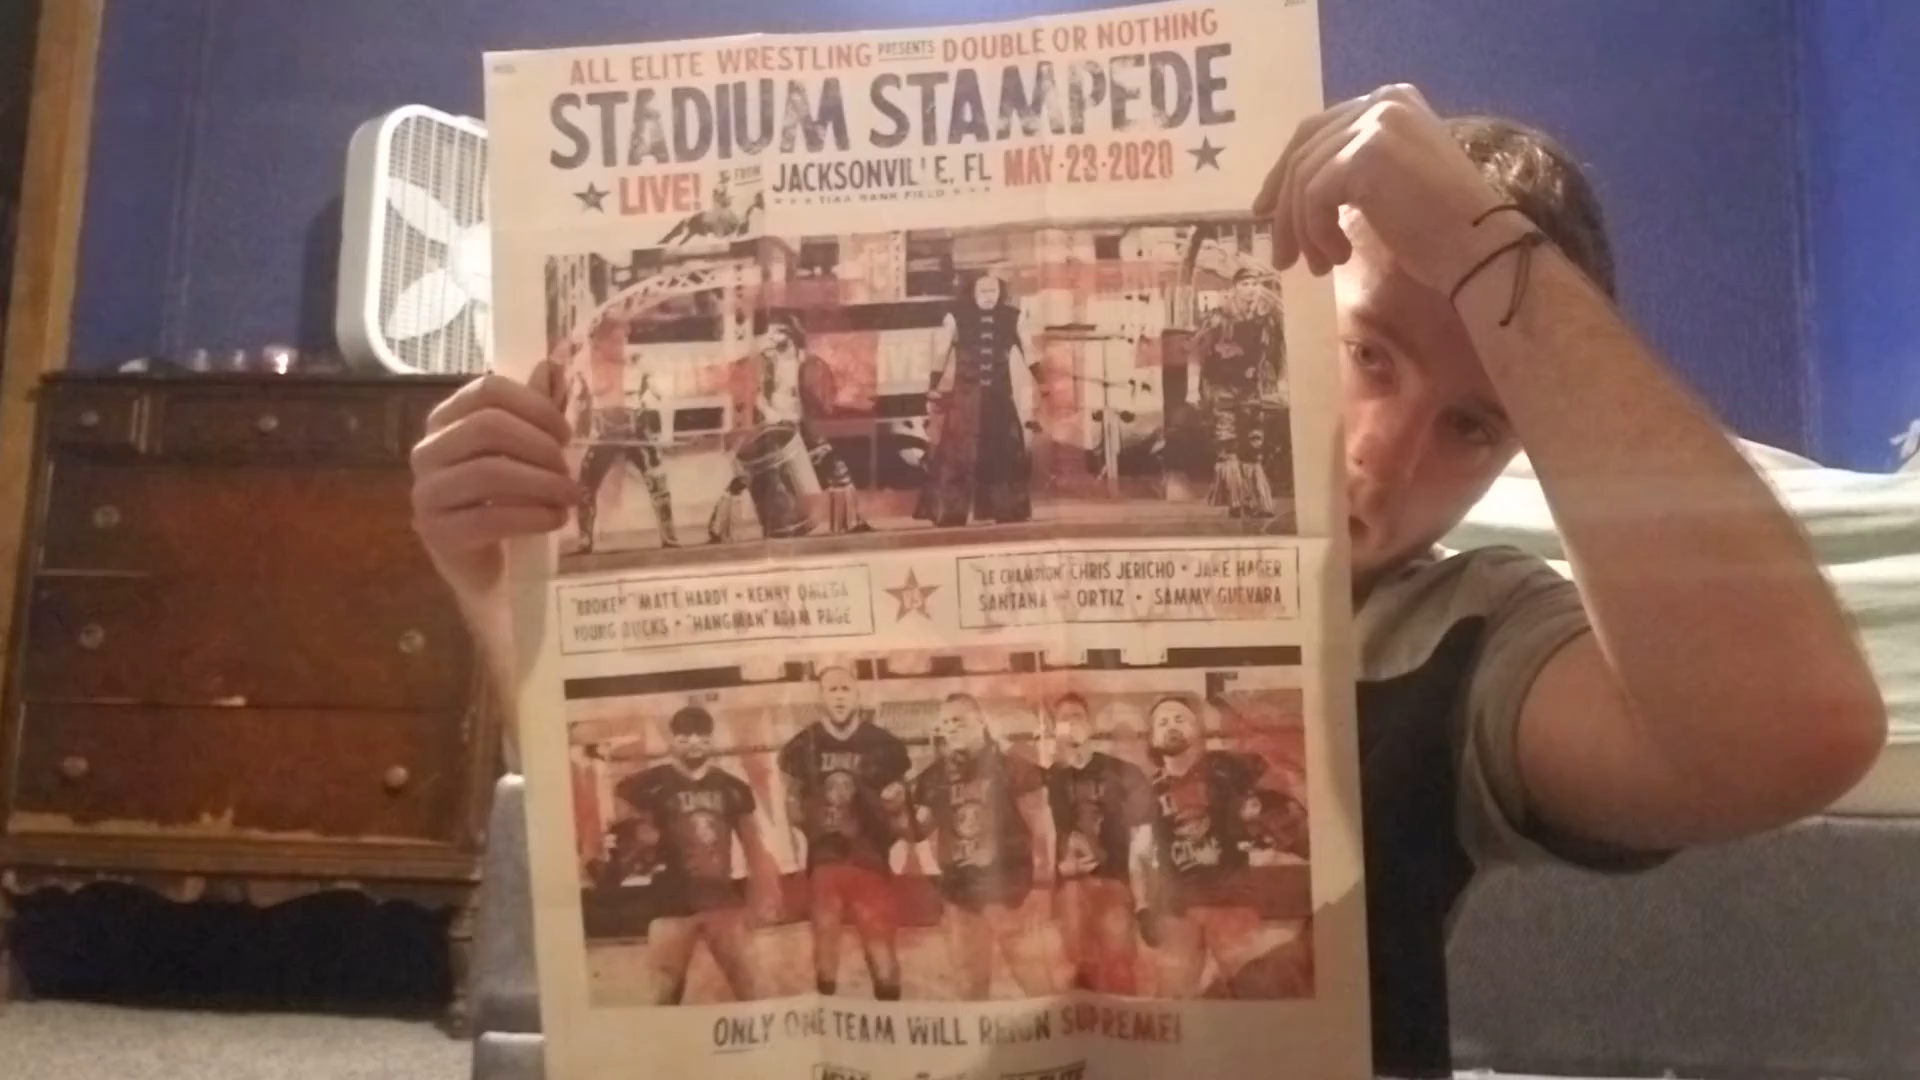 ALL ELITE WRESTLING PRESENTS DOUBLE OR NOTHING
STADIUM STAMPEDE
LIVE! FROM JACKSONVILLE, FL MAY·23·2020
TIAA BANK FIELD
"BROKEN" MATT HARDY • KENNY OMEGA
YOUNG BUCKS • "HANGMAN" ADAM PAGE
VS
"LE CHAMPION" CHRIS JERICHO • JAKE HAGER
SANTANA AND ORTIZ • SAMMY GUEVARA
ONLY ONE TEAM WILL REIGN SUPREME!